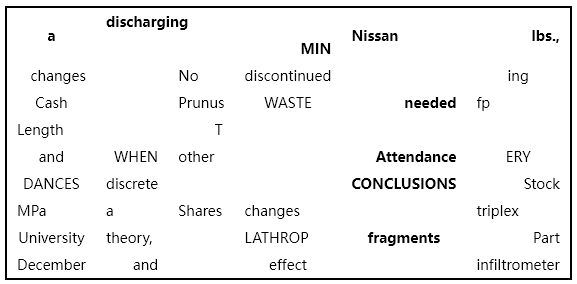 a discharging MIN Nissan lbs.,
changes No discontinued ing
Cash Prunus WASTE needed fp
Length T
and WHEN other Attendance ERY
DANCES discrete CONCLUSIONS Stock
MPa a Shares changes triplex
University theory, LATHROP fragments Part
December and effect infiltrometer